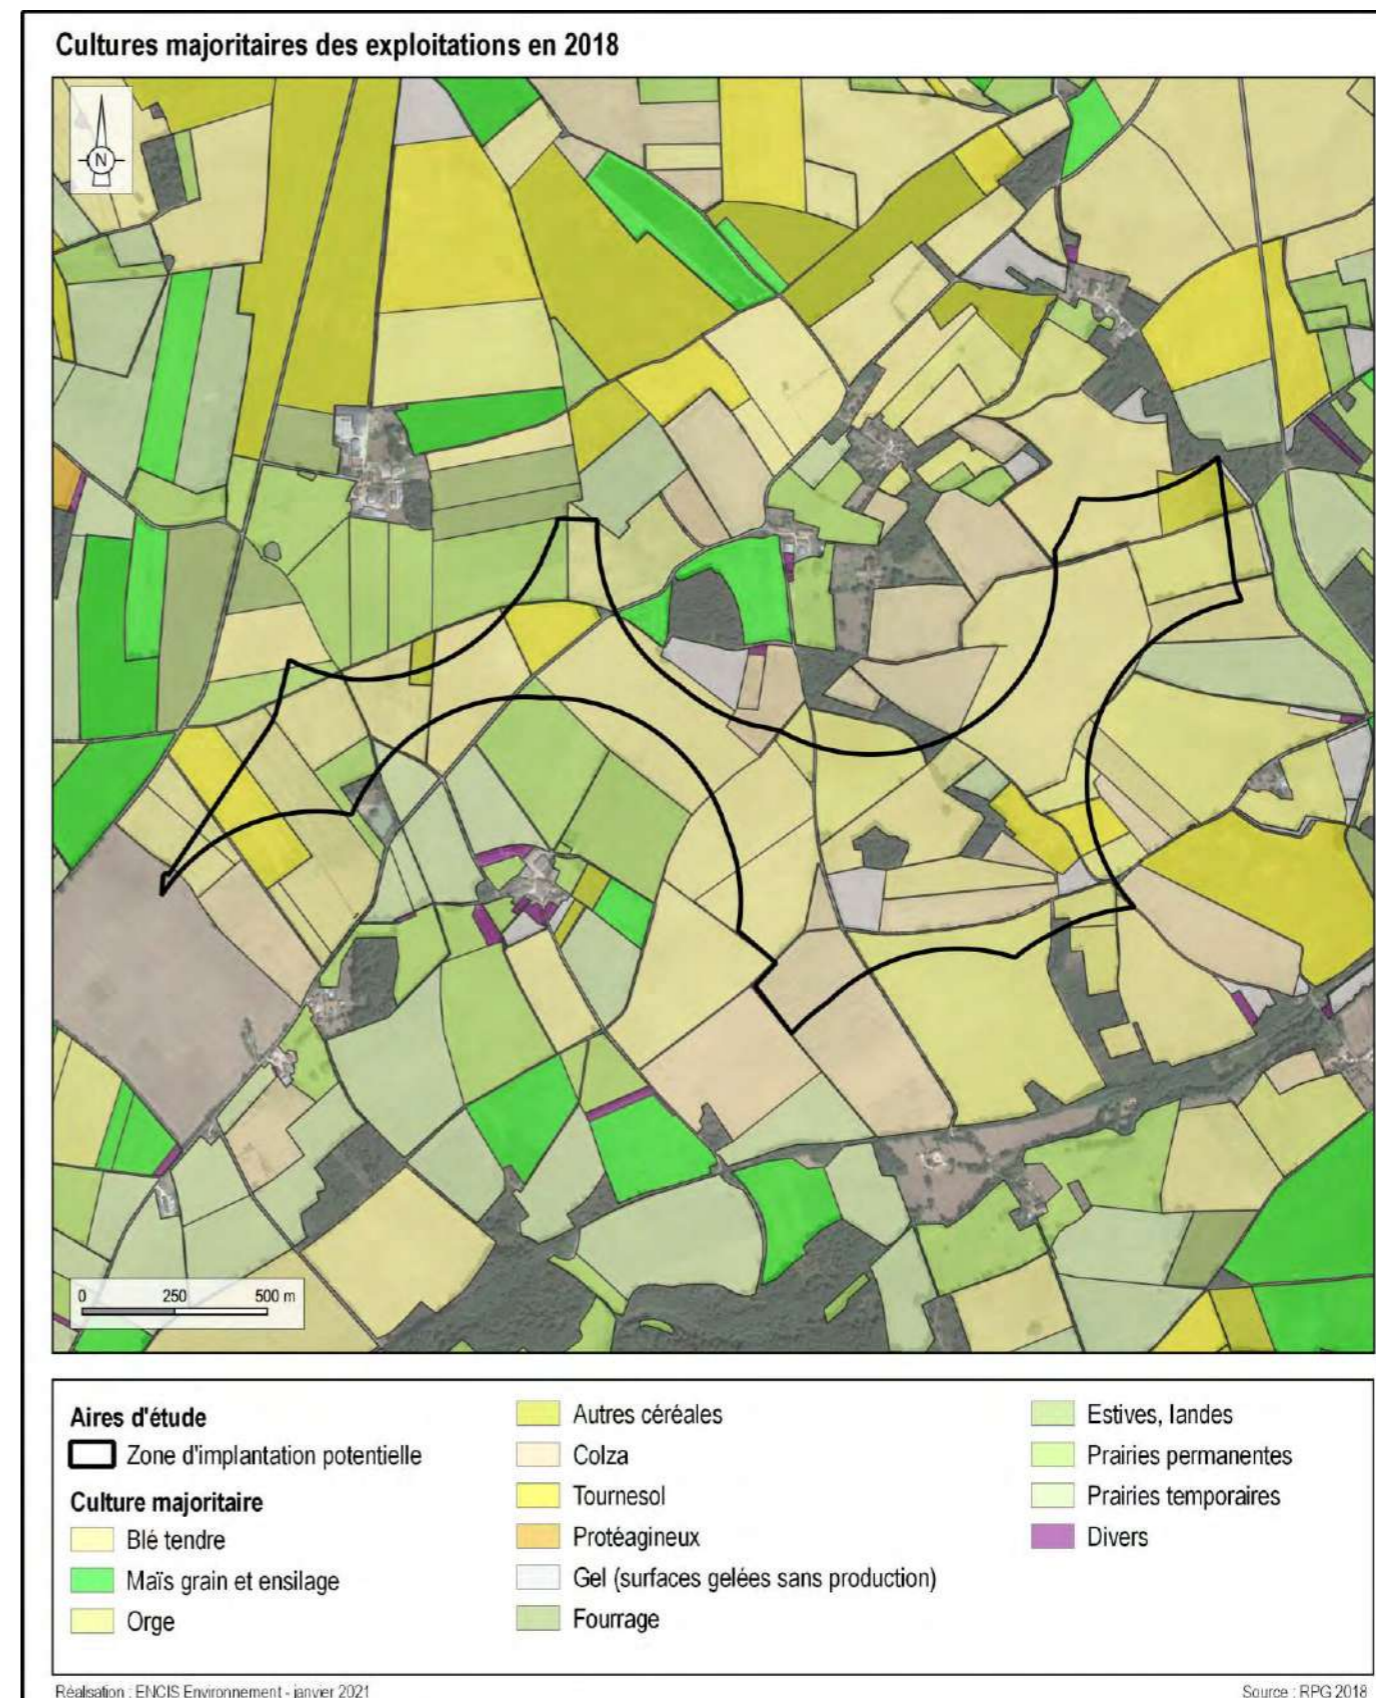 Cultures majoritaires des exploitations en 2018
N
0 250 500 m
Aires d'étude
Zone d'implantation potentielle
Culture majoritaire
Blé tendre
Maïs grain et ensilage
Orge
Autres céréales
Colza
Tournesol
Protéagineux
Gel (surfaces gelées sans production)
Fourrage
Estives, landes
Prairies permanentes
Prairies temporaires
Divers
Réalisation : ENCIS Environnement - janvier 2021
Source : RPG 2018